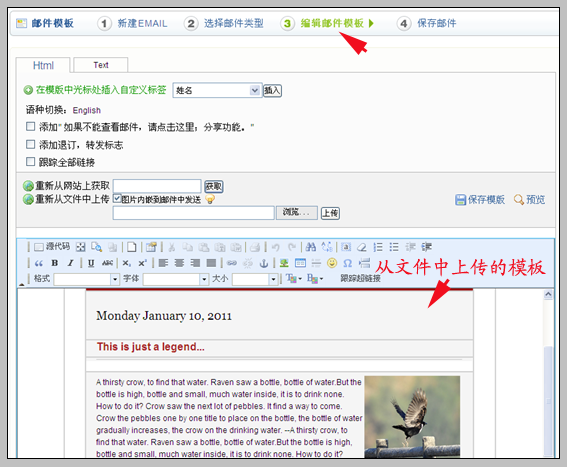 邮件模板 1 新建EMAIL 2 选择邮件类型 3 编辑邮件模板 4 保存邮件
Html Text
在模版中光标处插入自定义标签 姓名 插入
语种切换： English
添加" 如果不能查看邮件，请点击这里；分享功能。"
添加退订，转发标志
跟踪全部链接
重新从网站上获取 获取
重新从文件中上传 图片内嵌到邮件中发送 保存模版 预览
浏览... 上传
源代码
B I U ABC X₂ X²
格式 字体 大小 跟踪超链接
从文件中上传的模板
Monday January 10, 2011
This is just a legend...
A thirsty crow, to find that water. Raven saw a bottle, bottle of water.But the
bottle is high, bottle and small, much water inside, it is to drink none.
How to do it? Crow saw the next lot of pebbles. It find a way to come.
Crow the pebbles one by one title to place on the bottle, the bottle of water
gradually increases, the crow on the drinking water. --A thirsty crow, to
find that water. Raven saw a bottle, bottle of water.But the bottle is high,
bottle and small, much water inside, it is to drink none. How to do it?